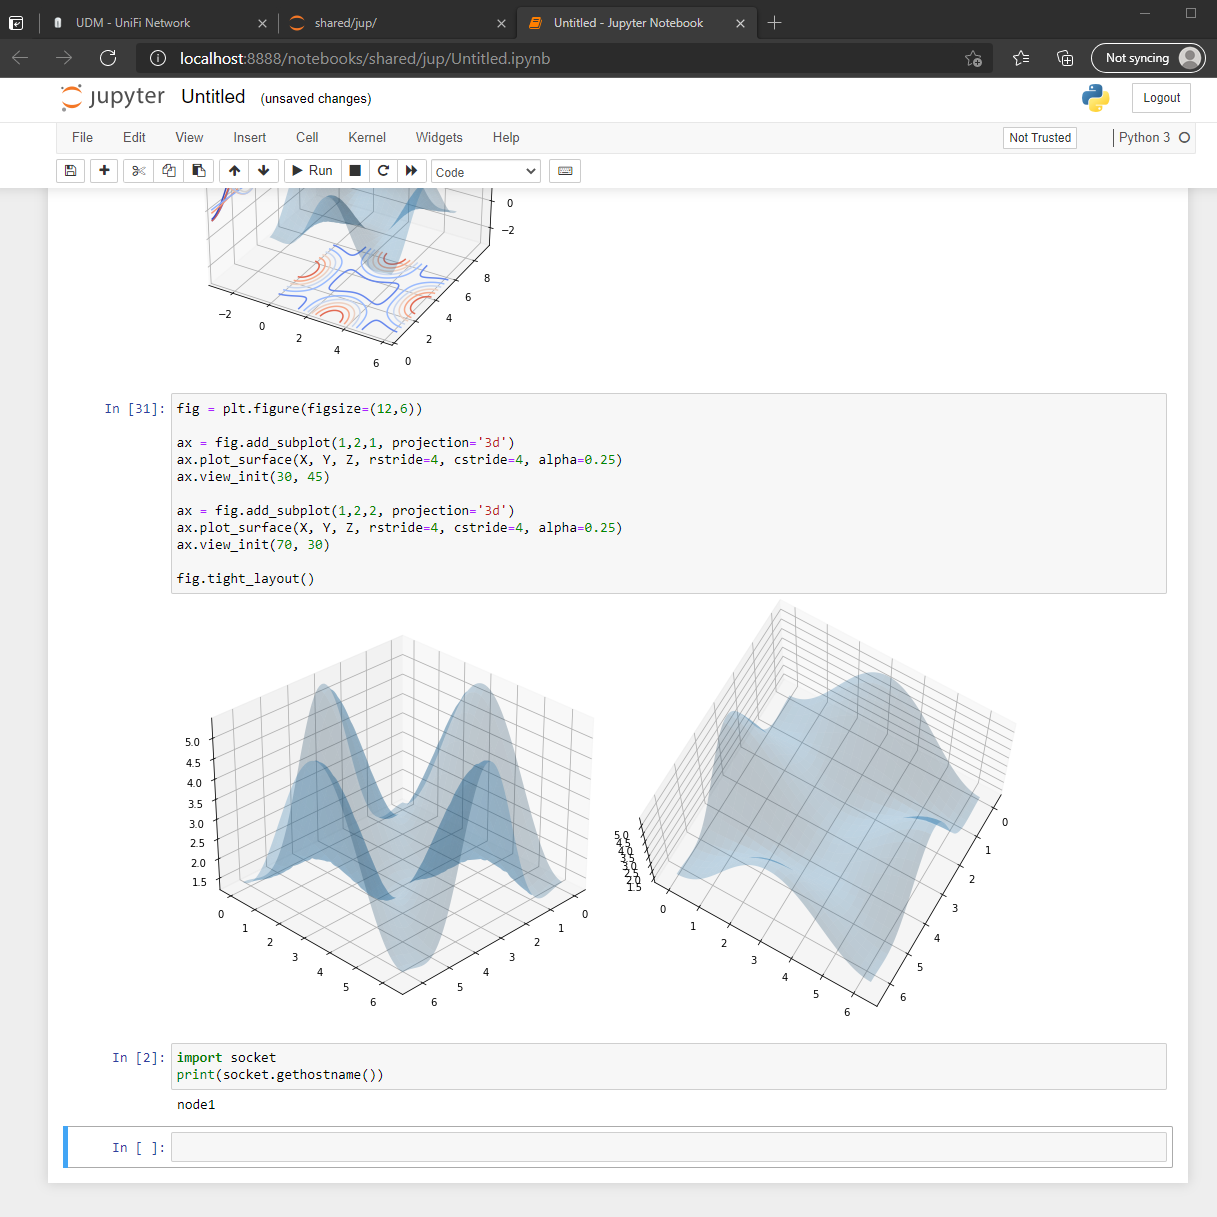 UDM - UniFi Network
shared/jup/
Untitled - Jupyter Notebook
localhost:8888/notebooks/shared/jup/Untitled.ipynb
Not syncing
jupyter Untitled (unsaved changes)
Logout
File Edit View Insert Cell Kernel Widgets Help
Not Trusted
Python 3
Run
Code
0
−2
8
6
4
2
0
−2
0
2
4
6
In [31]:
fig = plt.figure(figsize=(12,6))
ax = fig.add_subplot(1,2,1, projection='3d')
ax.plot_surface(X, Y, Z, rstride=4, cstride=4, alpha=0.25)
ax.view_init(30, 45)
ax = fig.add_subplot(1,2,2, projection='3d')
ax.plot_surface(X, Y, Z, rstride=4, cstride=4, alpha=0.25)
ax.view_init(70, 30)
fig.tight_layout()
5.0
4.5
4.0
3.5
3.0
2.5
2.0
1.5
0
1
2
3
4
5
6
0
1
2
3
4
5
6
5.0
4.5
4.0
3.5
3.0
2.5
2.0
1.5
0
1
2
3
4
5
6
0
1
2
3
4
5
6
In [2]:
import socket
print(socket.gethostname())
node1
In [ ]: